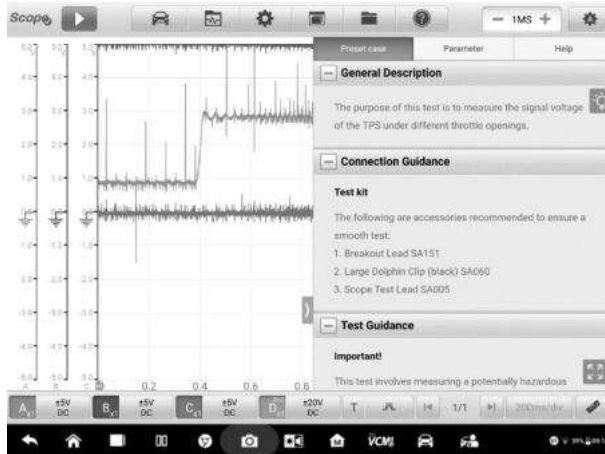 Scope
1MS
Preset case
Parameter
Help
General Description
The purpose of this test is to measure the signal voltage
of the TPS under different throttle openings.
Connection Guidance
Test kit
The following are accessories recommended to ensure a
smooth test:
1. Breakout Lead SA151
2. Large Dolphin Clip (black) SA060
3. Scope Test Lead SA005
Test Guidance
Important!
This test involves measuring a potentially hazardous
0.2 0.4 0.6 0.8
A ±5V DC
B ±5V DC
C ±5V DC
D ±20V DC
T
1/1
200ms/div
VCMI
39%